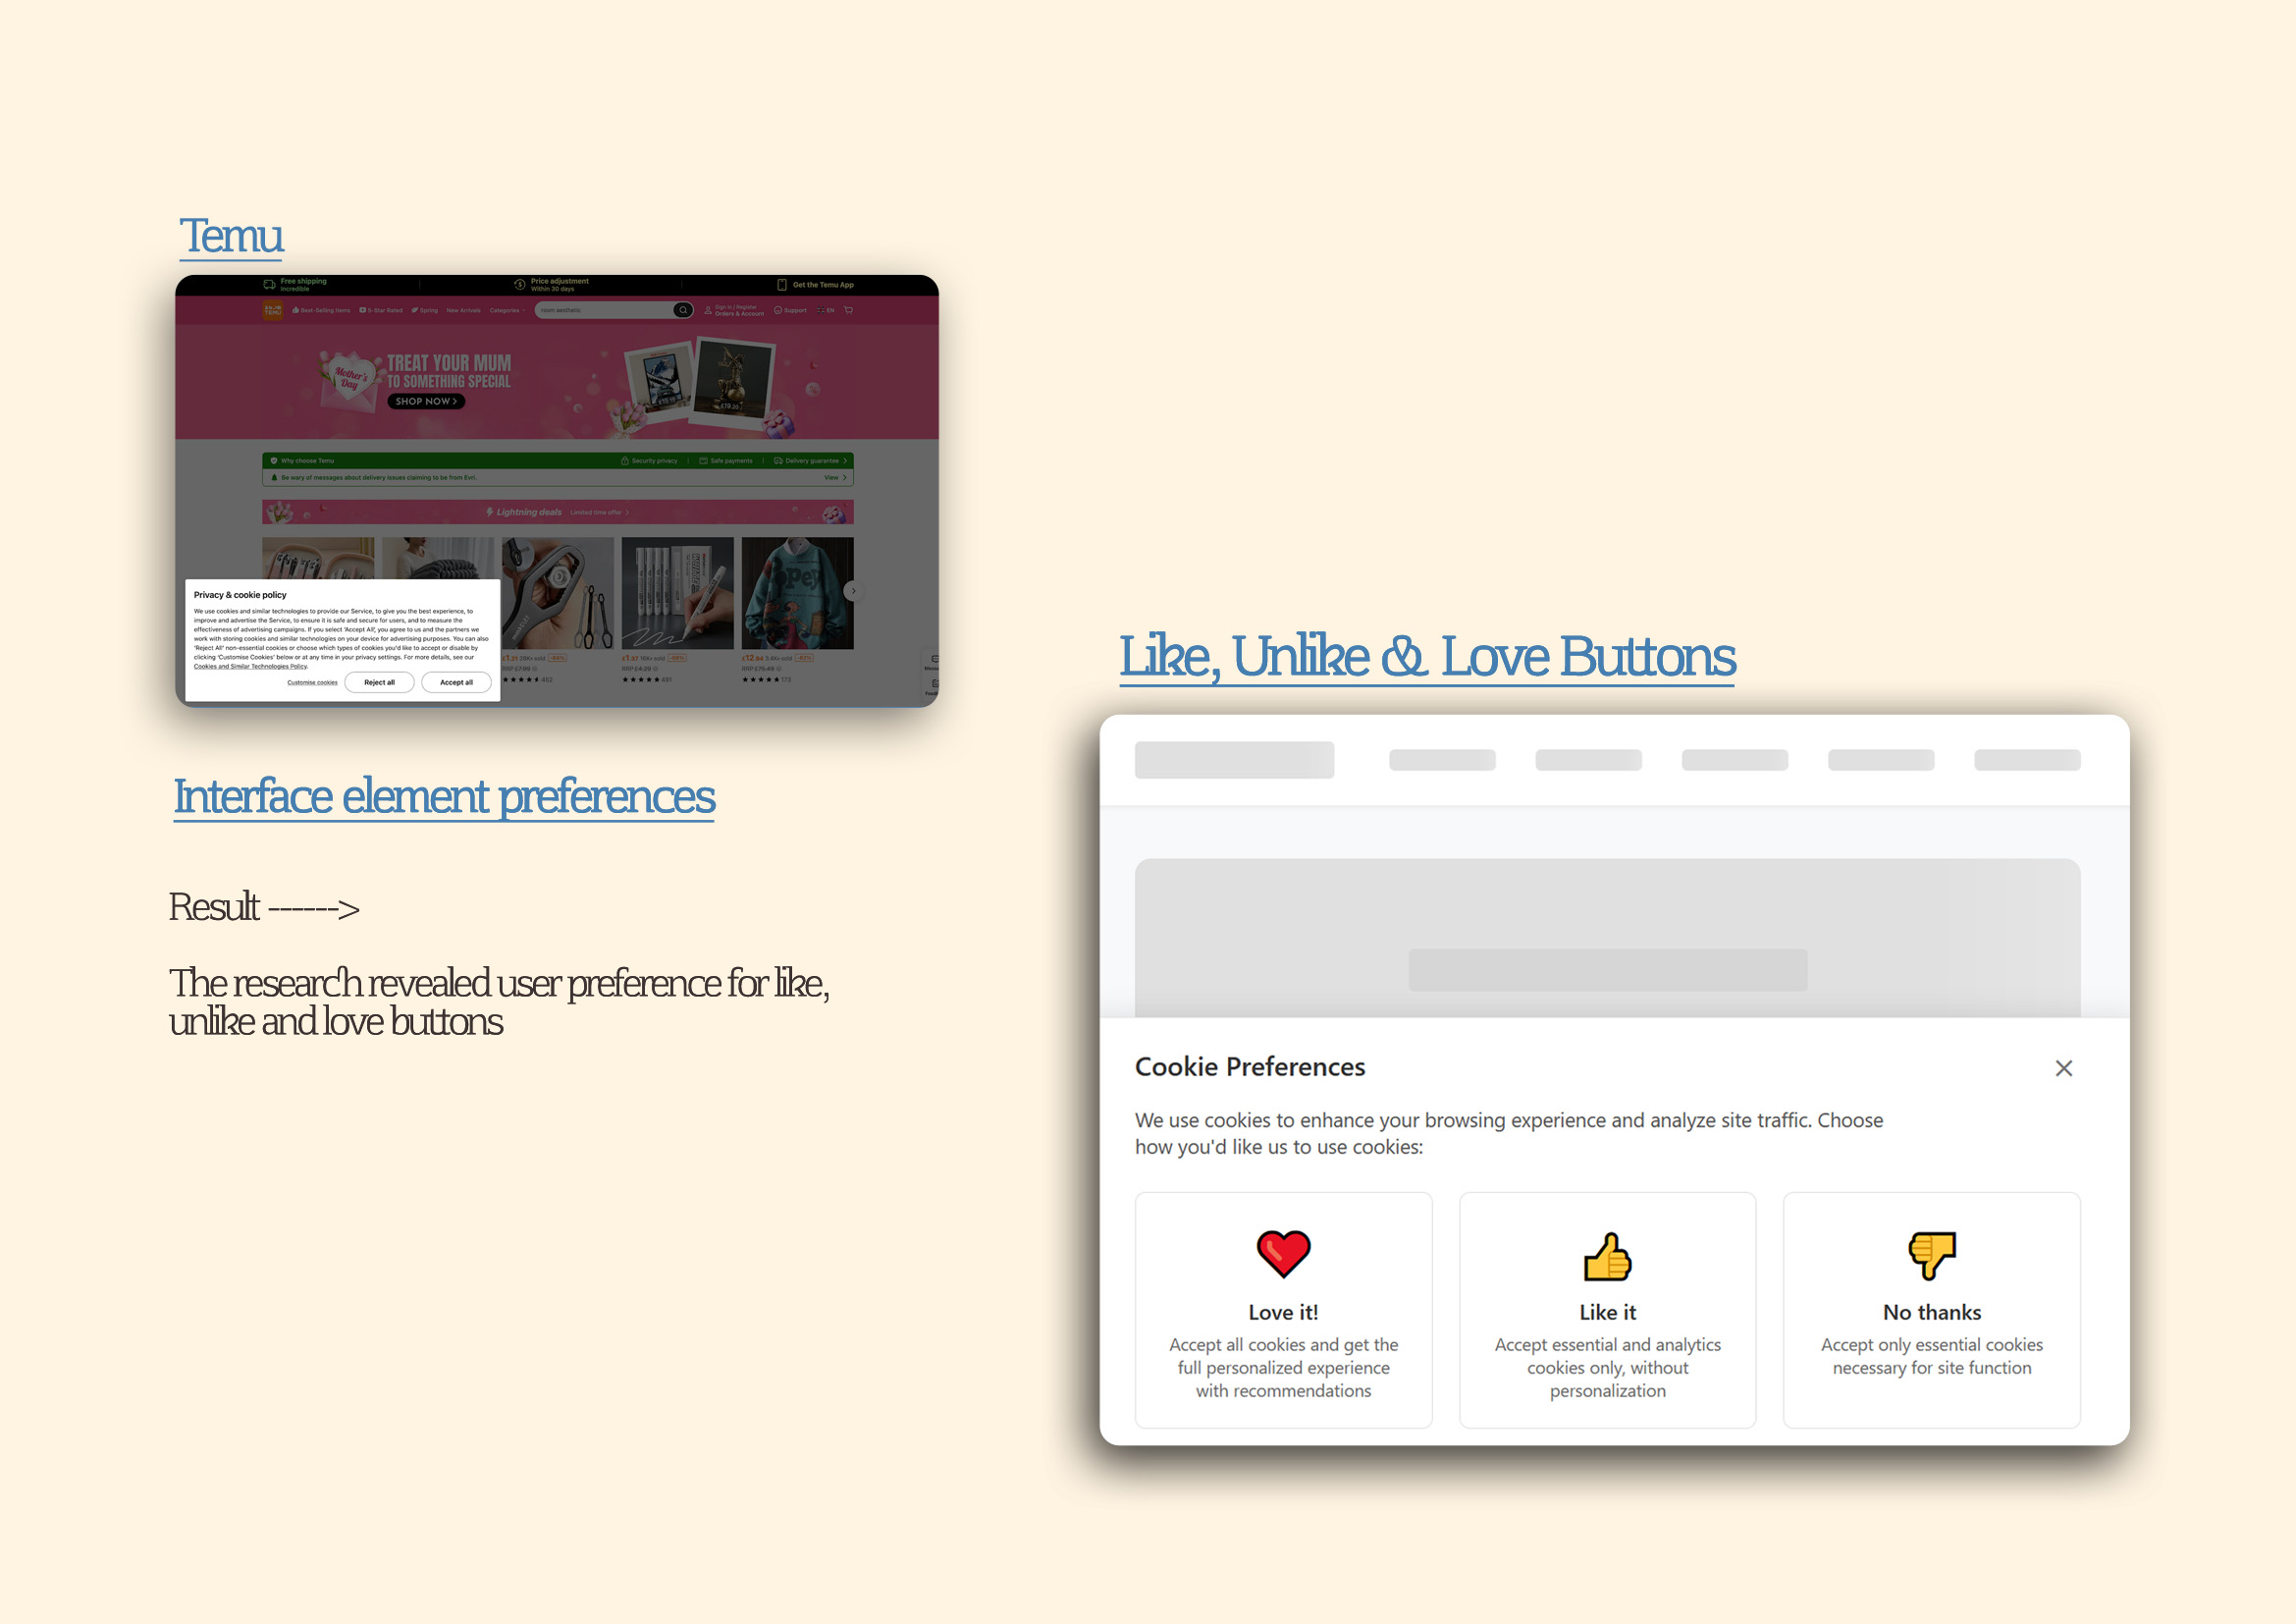 Temu
Free shipping
Incredible
Price adjustment
Within 30 days
Get the Temu App
TEMU
Best-Selling Items
5-Star Rated
Spring
New Arrivals
Categories
room aesthetic
Sign in / Register
Orders & Account
Support
EN
Mother's
Day
TREAT YOUR MUM
TO SOMETHING SPECIAL
SHOP NOW >
Why choose Temu
Security privacy
Safe payments
Delivery guarantee
Be wary of messages about delivery issues claiming to be from Evri.
View
Lightning deals
Limited time offer
Privacy & cookie policy
We use cookies and similar technologies to provide our Service, to give you the best experience, to
improve and advertise the Service, to ensure it is safe and secure for users, and to measure the
effectiveness of advertising campaigns. If you select 'Accept All', you agree to us and the partners we
work with storing cookies and similar technologies on your device for advertising purposes. You can also
'Reject All' non-essential cookies or choose which types of cookies you'd like to accept or disable by
clicking 'Customise Cookies' below or at any time in your privacy settings. For more details, see our
Cookies and Similar Technologies Policy.
Customise cookies
Reject all
Accept all
Interface element preferences
Result ------>
The research revealed user preference for like,
unlike and love buttons
Like, Unlike & Love Buttons
Cookie Preferences
We use cookies to enhance your browsing experience and analyze site traffic. Choose
how you'd like us to use cookies:
Love it!
Accept all cookies and get the
full personalized experience
with recommendations
Like it
Accept essential and analytics
cookies only, without
personalization
No thanks
Accept only essential cookies
necessary for site function